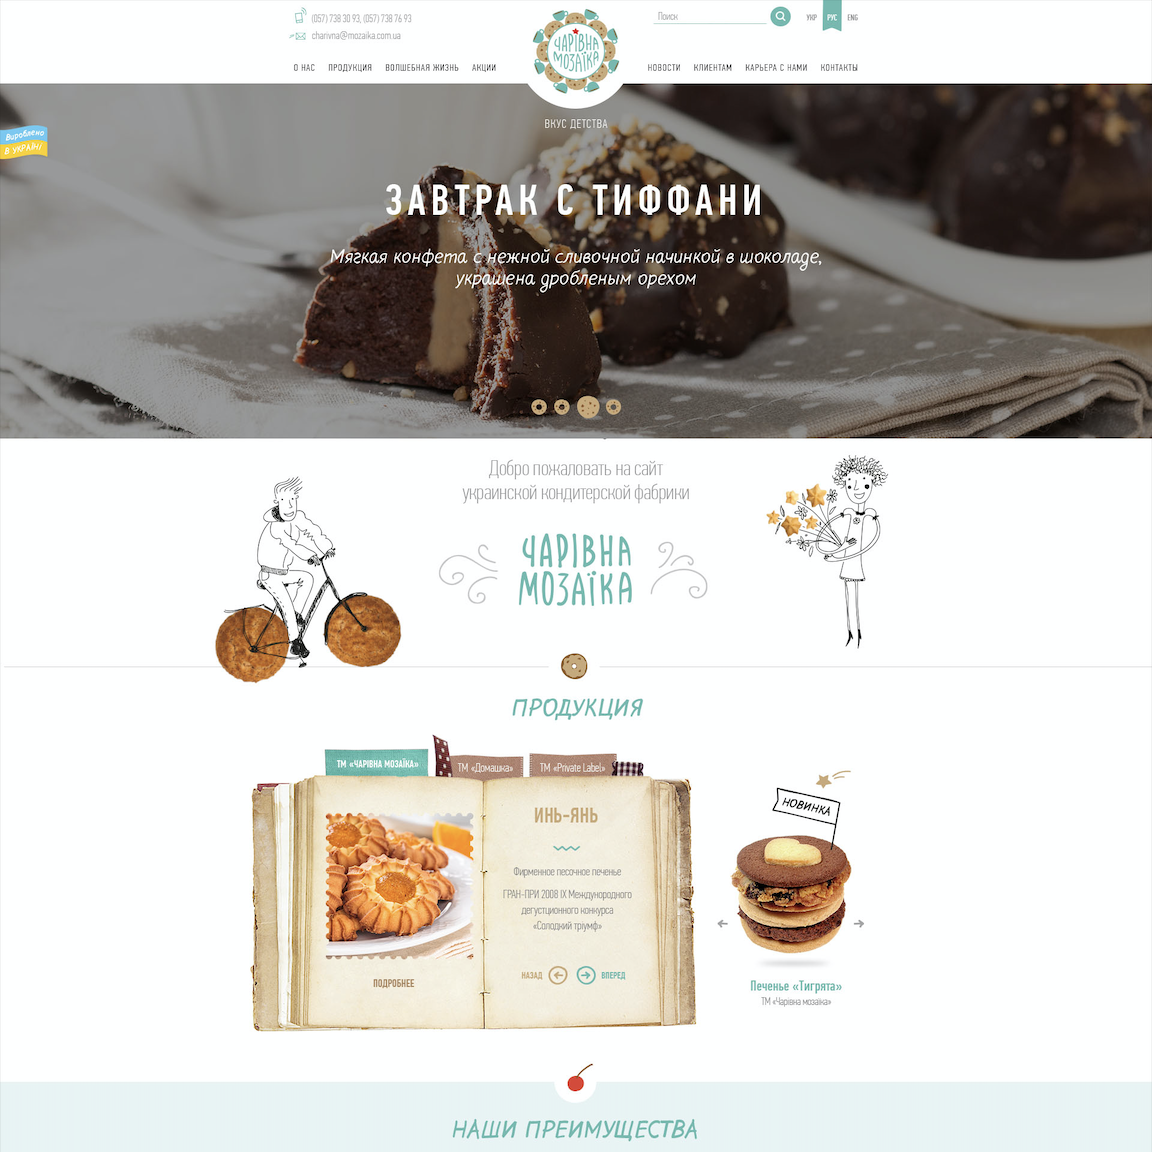 (057) 738 30 93, (057) 738 76 93
charivna@mozaika.com.ua
Поиск
УКР РУС ENG
О НАС ПРОДУКЦИЯ ВОЛШЕБНАЯ ЖИЗНЬ АКЦИИ
ЧАРІВНА
МОЗАЇКА
НОВОСТИ КЛИЕНТАМ КАРЬЕРА С НАМИ КОНТАКТЫ
ВКУС ДЕТСТВА
Вироблено
В УКРАЇНІ
ЗАВТРАК С ТИФФАНИ
Мягкая конфета с нежной сливочной начинкой в шоколаде,
украшена дробленым орехом
Добро пожаловать на сайт
украинской кондитерской фабрики
ЧАРІВНА
МОЗАЇКА
ПРОДУКЦИЯ
ТМ «ЧАРІВНА МОЗАЇКА»
ТМ «Домашка»
ТМ «Private Label»
ИНЬ-ЯНЬ
Фирменное песочное печенье
ГРАН-ПРИ 2008 IX Международного
дегустционного конкурса
«Солодкий тріумф»
ПОДРОБНЕЕ
НАЗАД ВПЕРЕД
НОВИНКА
Печенье «Тигрята»
ТМ «Чарівна мозаїка»
НАШИ ПРЕИМУЩЕСТВА